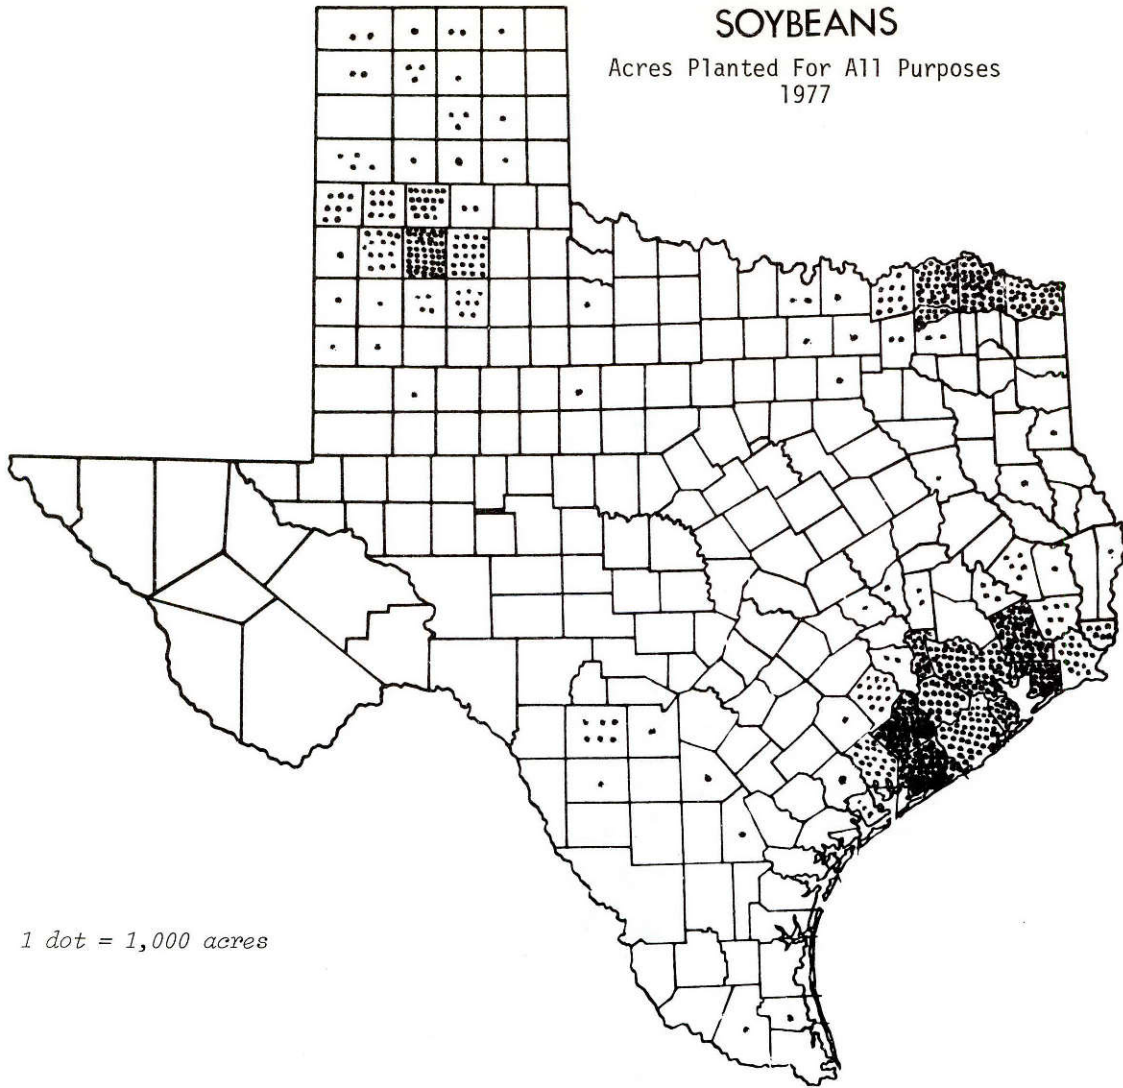 SOYBEANS
Acres Planted For All Purposes
1977
1 dot = 1,000 acres